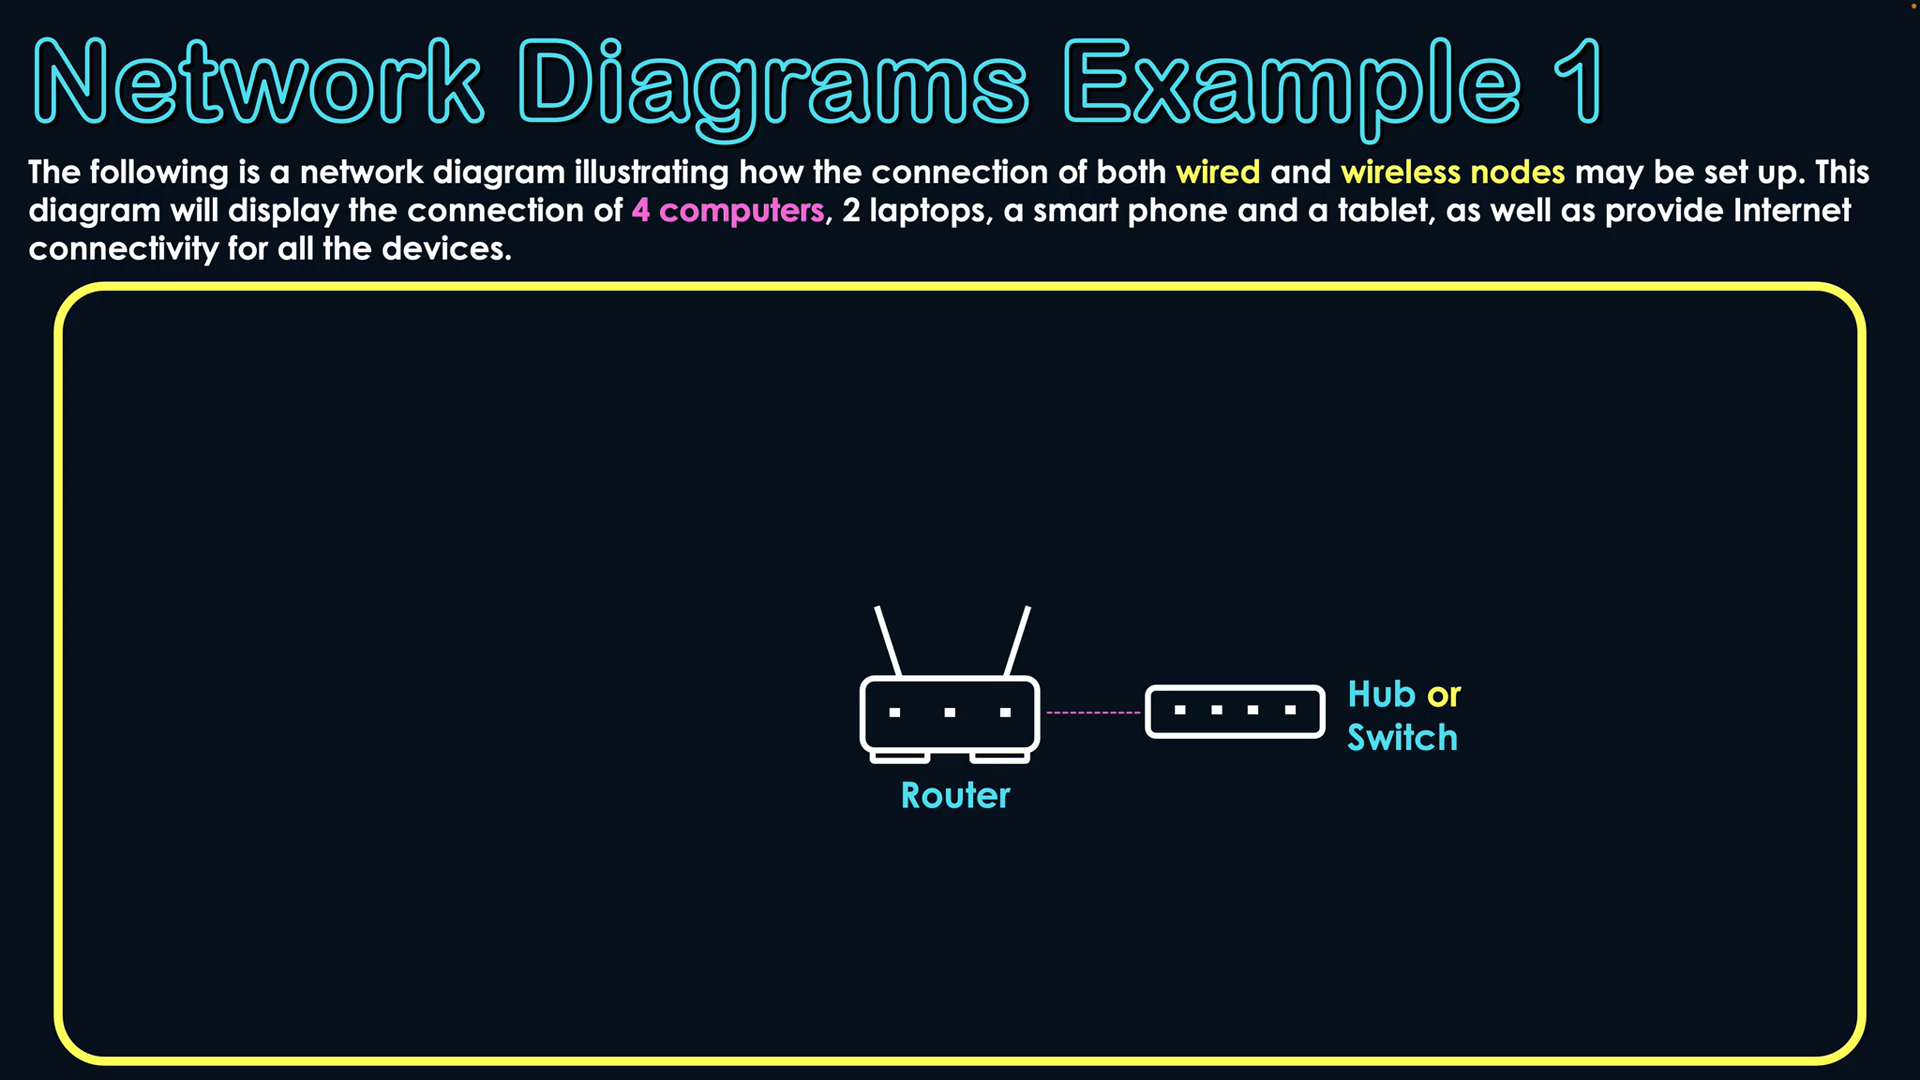 Network Diagrams Example 1
The following is a network diagram illustrating how the connection of both wired and wireless nodes may be set up. This
diagram will display the connection of 4 computers, 2 laptops, a smart phone and a tablet, as well as provide Internet
connectivity for all the devices.
Hub or
Switch
Router